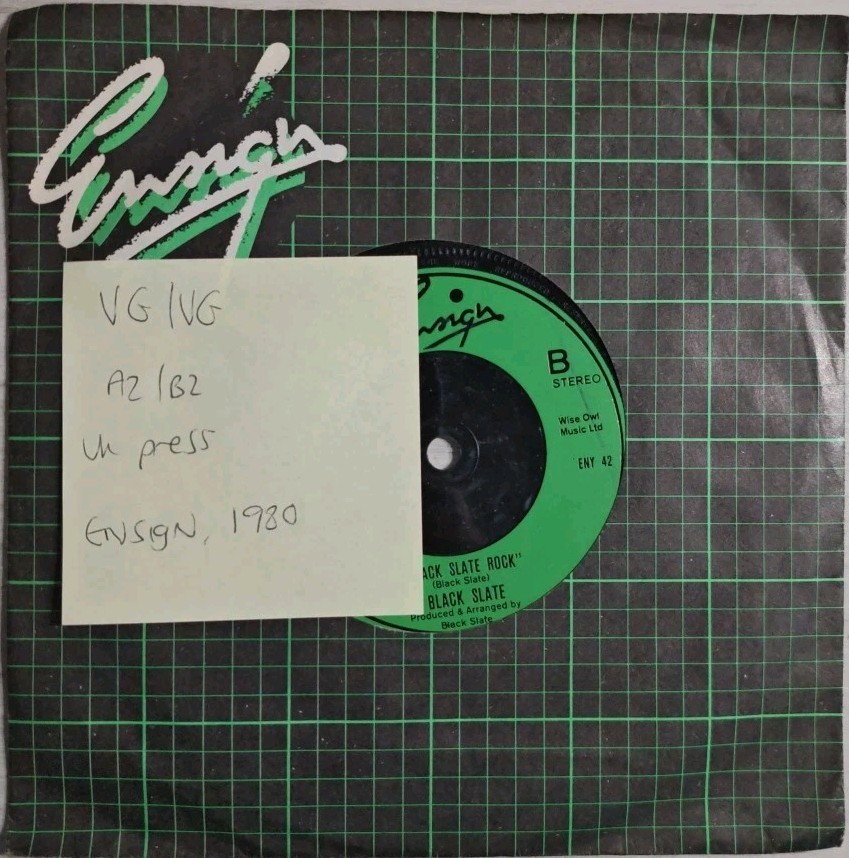 Ensign
VG/VG
A2/B2
UK press
ENSIGN, 1980
nsign
B
STEREO
Wise Owl
Music Ltd
ENY 42
ACK SLATE ROCK"
(Black Slate)
BLACK SLATE
Produced & Arranged by
Black Slate